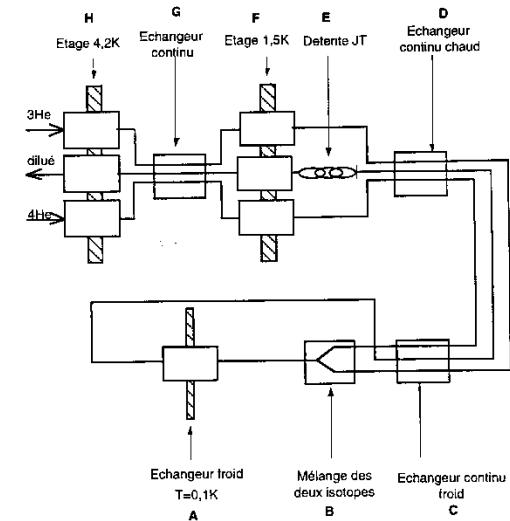 H
G
F
E
D
Etage 4,2K
Echangeur
continu
Etage 1,5K
Detente JT
Echangeur
continu chaud
3He
dilué
4He
Echangeur froid
T=0,1K
A
Mélange des
deux isotopes
B
Echangeur continu
froid
C